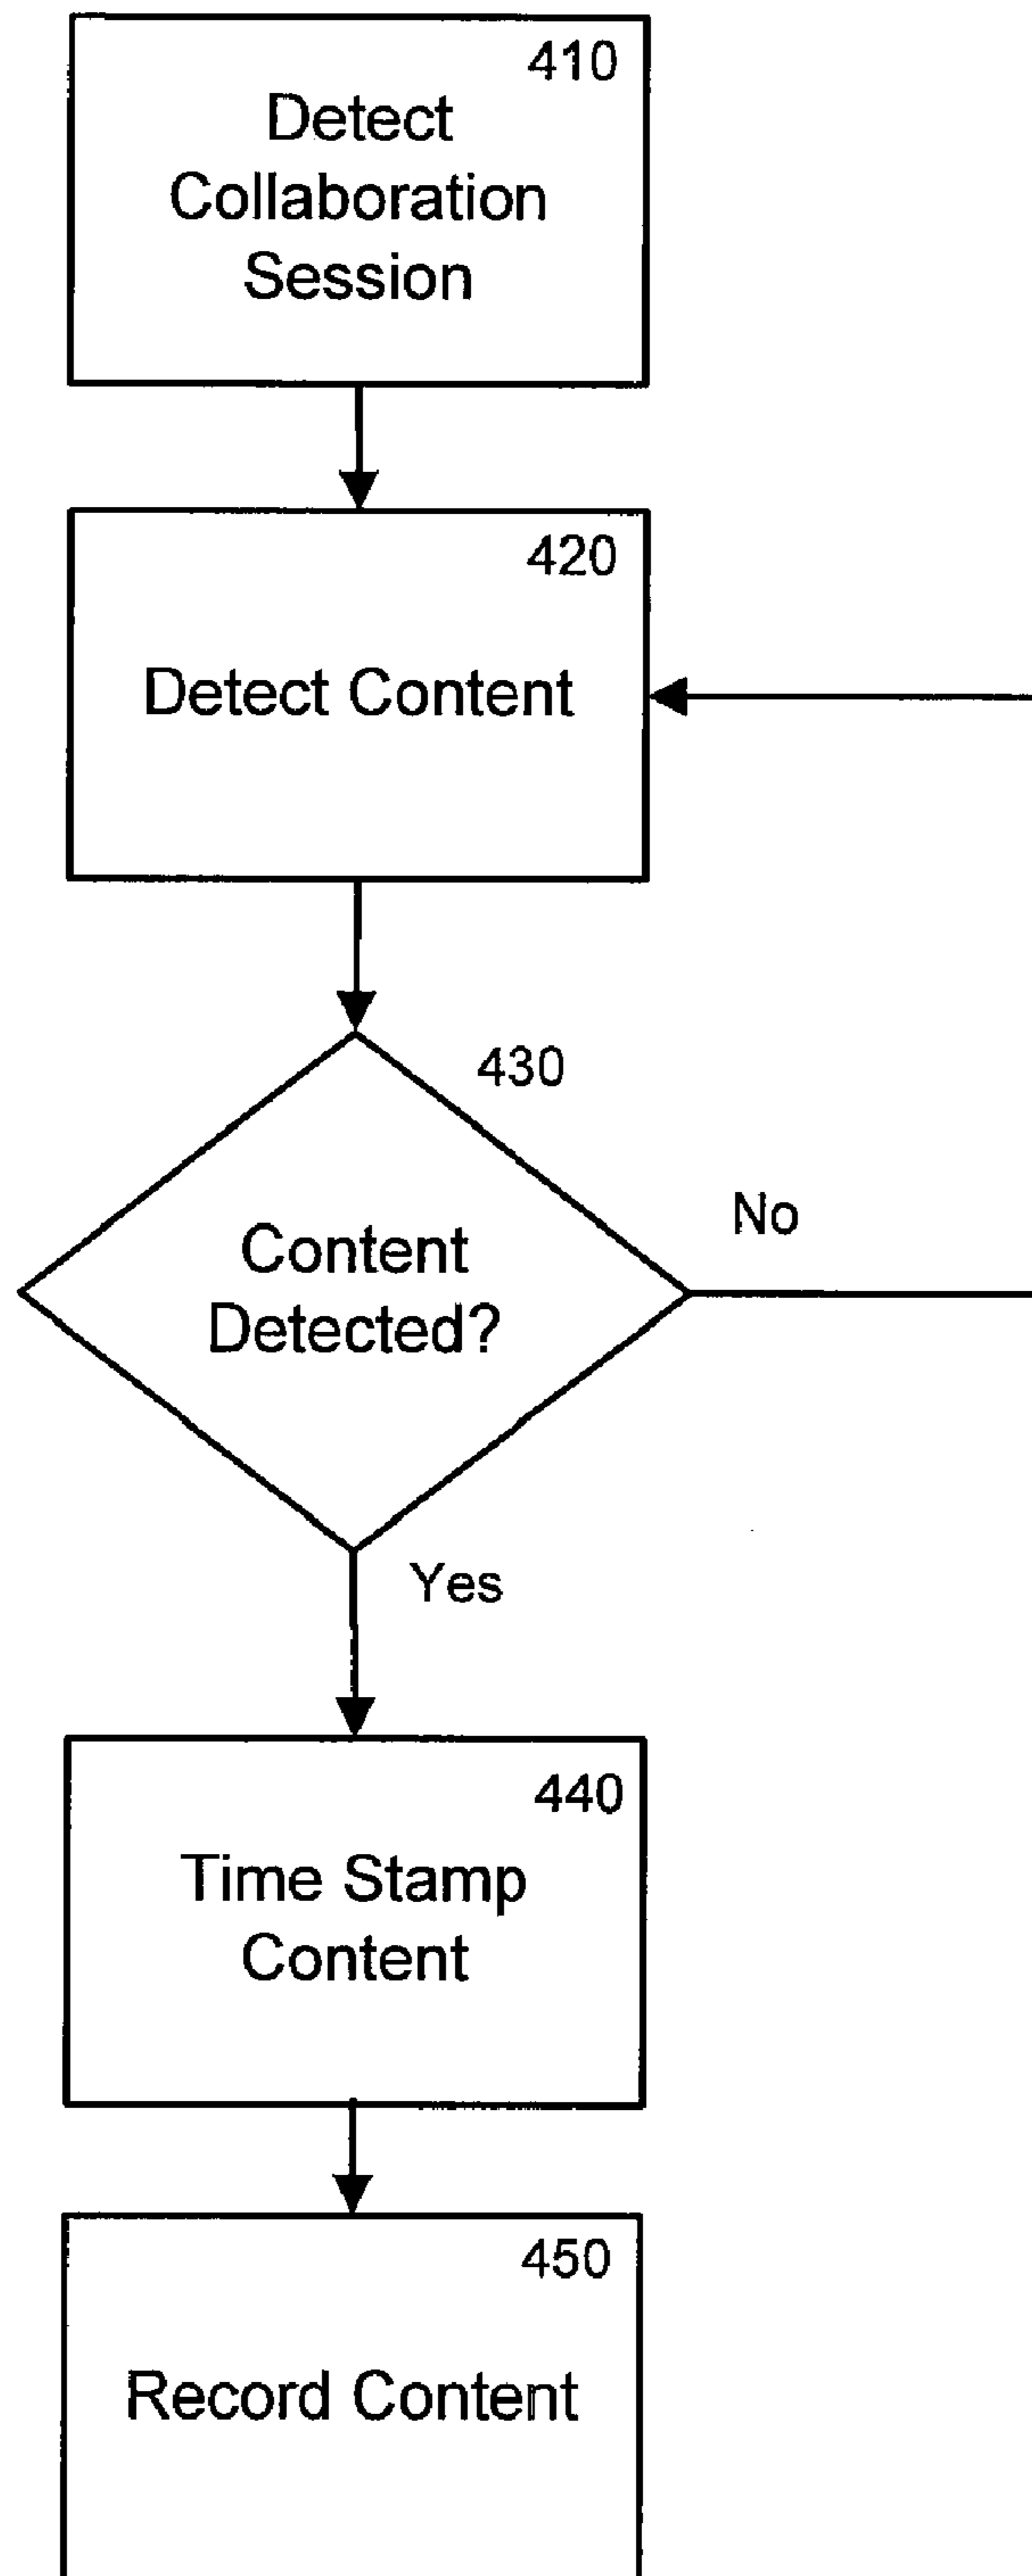 410
Detect
Collaboration
Session
420
Detect Content
430
Content
Detected?
No
Yes
440
Time Stamp
Content
450
Record Content